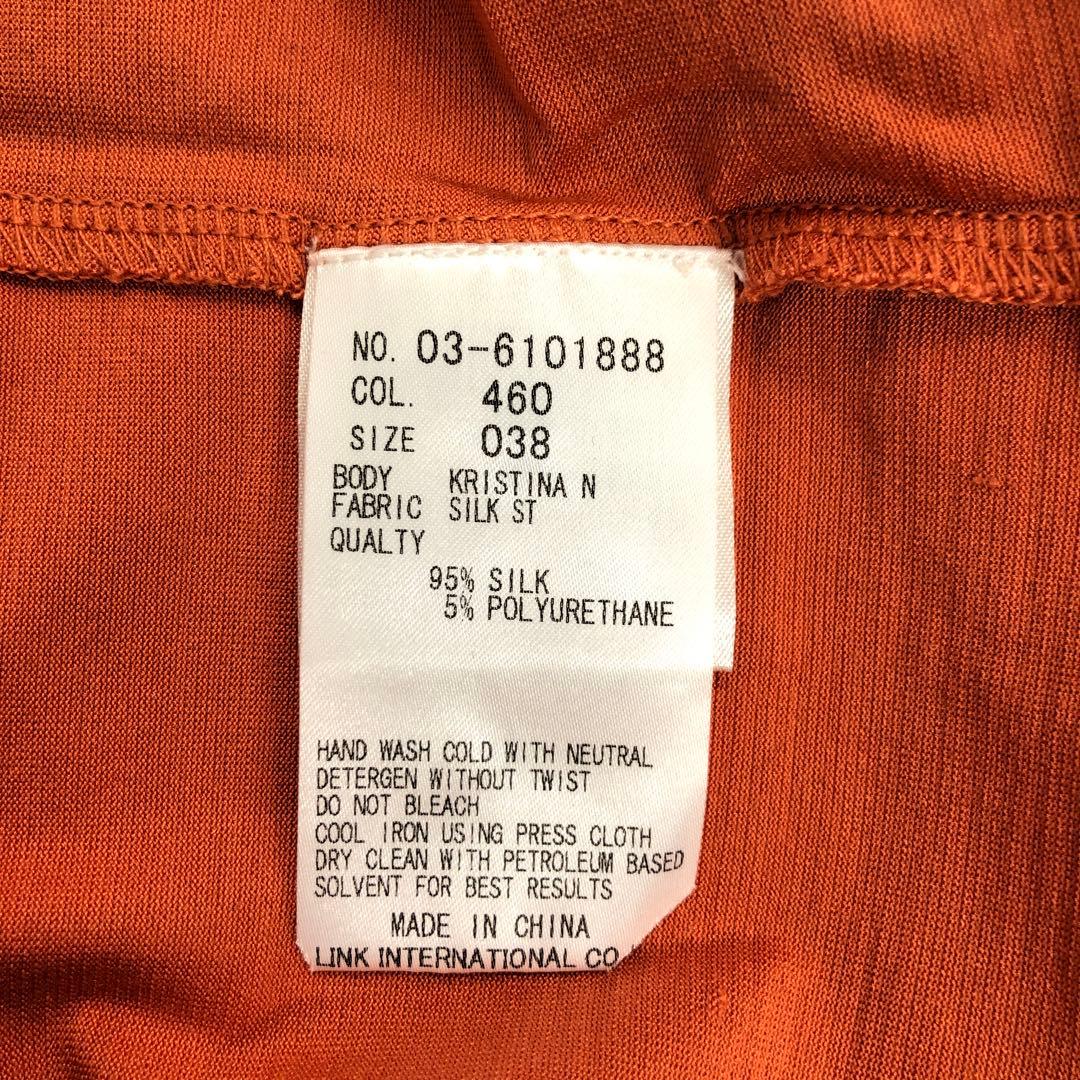 NO. 03-6101888
COL. 460
SIZE 038
BODY KRISTINA N
FABRIC SILK ST
QUALTY
95% SILK
5% POLYURETHANE
HAND WASH COLD WITH NEUTRAL
DETERGEN WITHOUT TWIST
DO NOT BLEACH
COOL IRON USING PRESS CLOTH
DRY CLEAN WITH PETROLEUM BASED
SOLVENT FOR BEST RESULTS
MADE IN CHINA
LINK INTERNATIONAL CO